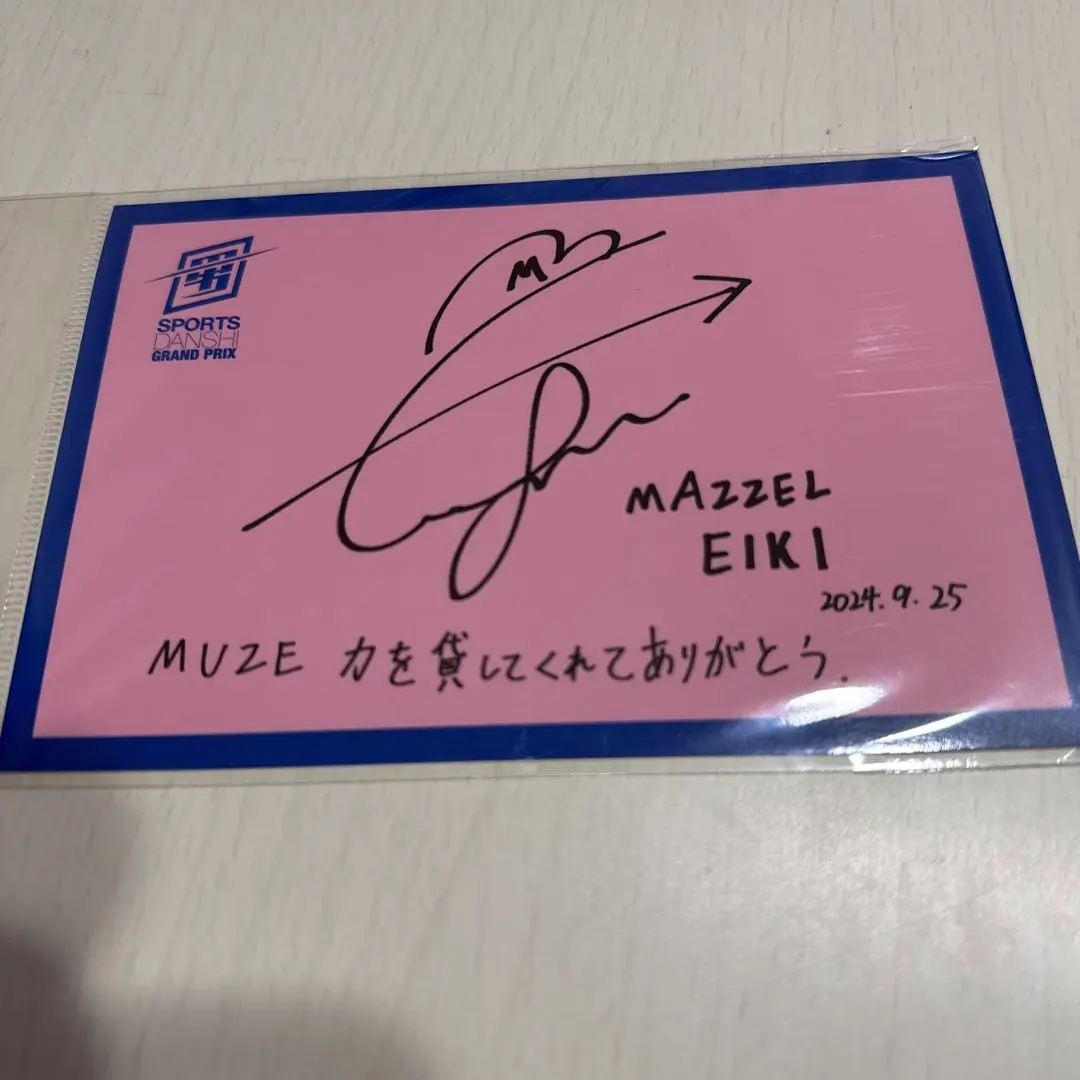 SPORTS
DANSHI
GRAND PRIX
M
MAZZEL
EIKI
2024.9.25
MUZE 力を貸してくれてありがとう.